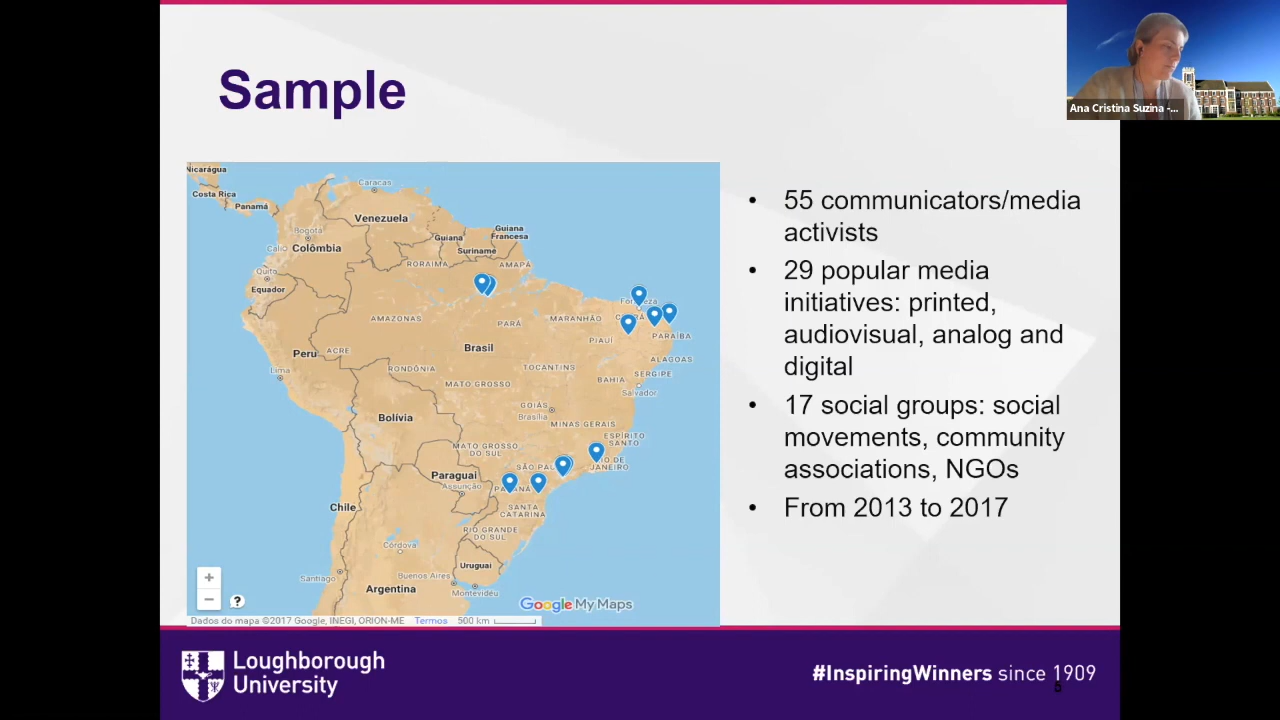 Sample
Ana Cristina Suzina -...
55 communicators/media
activists
29 popular media
initiatives: printed,
audiovisual, analog and
digital
17 social groups: social
movements, community
associations, NGOs
From 2013 to 2017
Nicarágua
Costa Rica
Panamá
Caracas
Venezuela
Bogotá
Guiana
Guiana
Francesa
Cali
Colômbia
Suriname
RORAIMA
AMAPÁ
Quito
Equador
Fortaleza
AMAZONAS
PARÁ
MARANHÃO
CEARÁ
PARAÍBA
PIAUÍ
Peru
ACRE
Brasil
ALAGOAS
Lima
RONDÔNIA
TOCANTINS
SERGIPE
MATO GROSSO
BAHIA
Salvador
GOIÁS
Brasília
Bolívia
MINAS GERAIS
ESPÍRITO
SANTO
MATO GROSSO
DO SUL
SÃO PAU
IO DE
JANEIRO
Paraguai
Assunção
PARANÁ
Chile
SANTA
CATARINA
RIO GRANDE
DO SUL
Córdova
Uruguai
Santiago
Buenos Aires
Argentina
Montevidéu
+
−
?
Google My Maps
Dados do mapa ©2017 Google, INEGI, ORION-ME Termos 500 km
Loughborough
University
#InspiringWinners since 1909
5